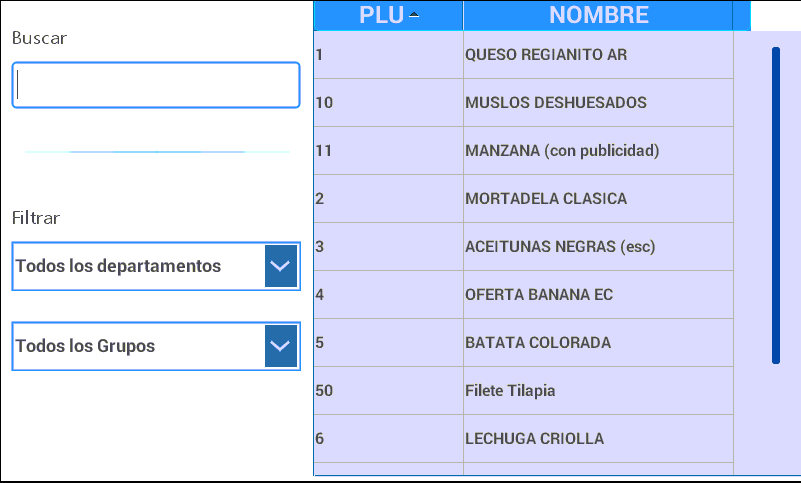 Buscar
Filtrar
Todos los departamentos
Todos los Grupos
PLU NOMBRE
1 QUESO REGIANITO AR
10 MUSLOS DESHUESADOS
11 MANZANA (con publicidad)
2 MORTADELA CLASICA
3 ACEITUNAS NEGRAS (esc)
4 OFERTA BANANA EC
5 BATATA COLORADA
50 Filete Tilapia
6 LECHUGA CRIOLLA